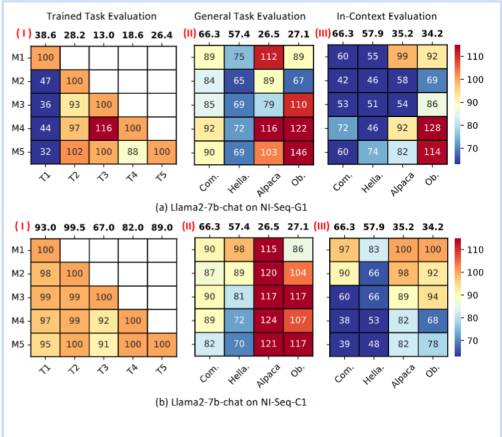 Trained Task Evaluation General Task Evaluation In-Context Evaluation
( I ) 38.6 28.2 13.0 18.6 26.4 (II) 66.3 57.4 26.5 27.1 (III) 66.3 57.9 35.2 34.2
M1 100 89 75 112 89 60 55 99 92 110
M2 47 100 84 65 89 67 42 46 58 69 100
M3 36 93 100 85 69 79 110 53 51 54 86 90
M4 44 97 116 100 92 72 116 122 72 46 92 128 80
M5 32 102 100 88 100 90 69 103 146 60 74 82 114 70
T1 T2 T3 T4 T5 Com. Hella. Alpaca Ob. Com. Hella. Alpaca Ob.
(a) Llama2-7b-chat on NI-Seq-G1
( I ) 93.0 99.5 67.0 82.0 89.0 (II) 66.3 57.4 26.5 27.1 (III) 66.3 57.9 35.2 34.2
M1 100 90 98 115 86 97 83 100 100 110
M2 98 100 87 89 120 104 90 66 98 92 100
M3 99 99 100 90 81 117 117 60 66 89 94 90
M4 97 99 92 100 89 72 124 107 38 53 82 68 80
M5 95 100 91 100 100 82 70 121 117 39 48 82 78 70
T1 T2 T3 T4 T5 Com. Hella. Alpaca Ob. Com. Hella. Alpaca Ob.
(b) Llama2-7b-chat on NI-Seq-C1